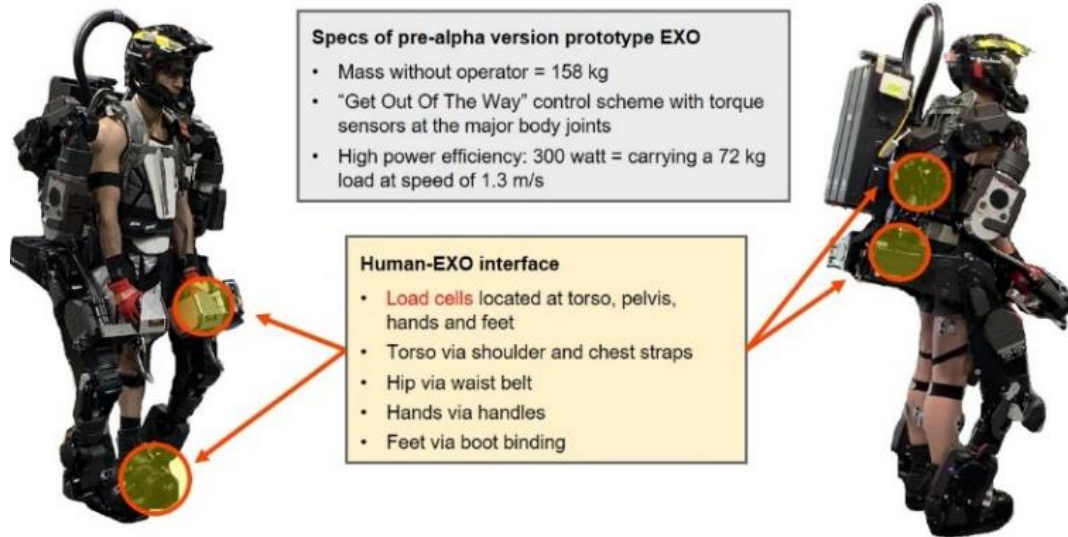 Specs of pre-alpha version prototype EXO
• Mass without operator = 158 kg
• “Get Out Of The Way” control scheme with torque
sensors at the major body joints
• High power efficiency: 300 watt = carrying a 72 kg
load at speed of 1.3 m/s
Human-EXO interface
• Load cells located at torso, pelvis,
hands and feet
• Torso via shoulder and chest straps
• Hip via waist belt
• Hands via handles
• Feet via boot binding